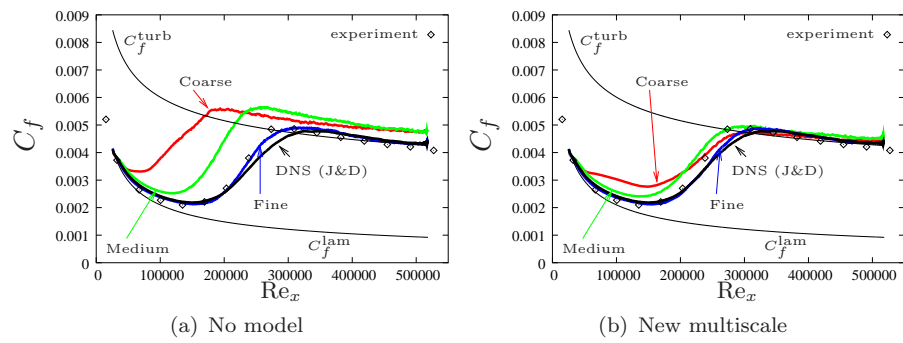 0.009
0.008
0.007
0.006
0.005
0.004
0.003
0.002
0.001
0
C_f
C_f^turb
experiment
Coarse
DNS (J&D)
Fine
Medium
C_f^lam
0 100000 200000 300000 400000 500000
Re_x
(a) No model
0.009
0.008
0.007
0.006
0.005
0.004
0.003
0.002
0.001
0
C_f
C_f^turb
experiment
Coarse
DNS (J&D)
Fine
Medium
C_f^lam
0 100000 200000 300000 400000 500000
Re_x
(b) New multiscale